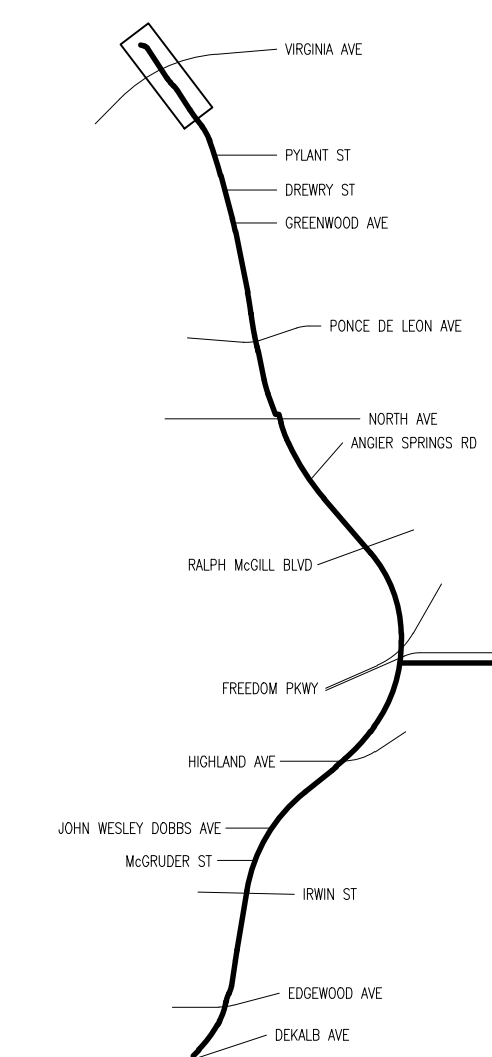 VIRGINIA AVE
PYLANT ST
DREWRY ST
GREENWOOD AVE
PONCE DE LEON AVE
NORTH AVE
ANGIER SPRINGS RD
RALPH McGILL BLVD
FREEDOM PKWY
HIGHLAND AVE
JOHN WESLEY DOBBS AVE
McGRUDER ST
IRWIN ST
EDGEWOOD AVE
DEKALB AVE